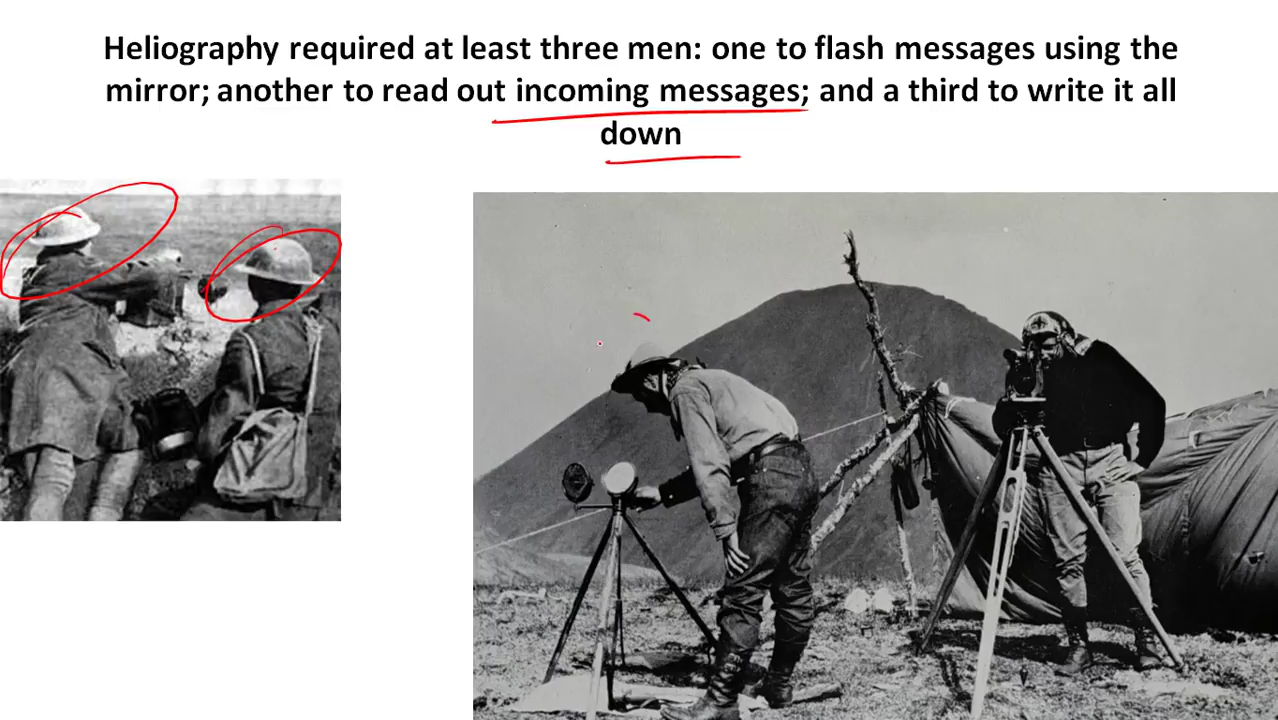 Heliography required at least three men: one to flash messages using the
mirror; another to read out incoming messages; and a third to write it all
down